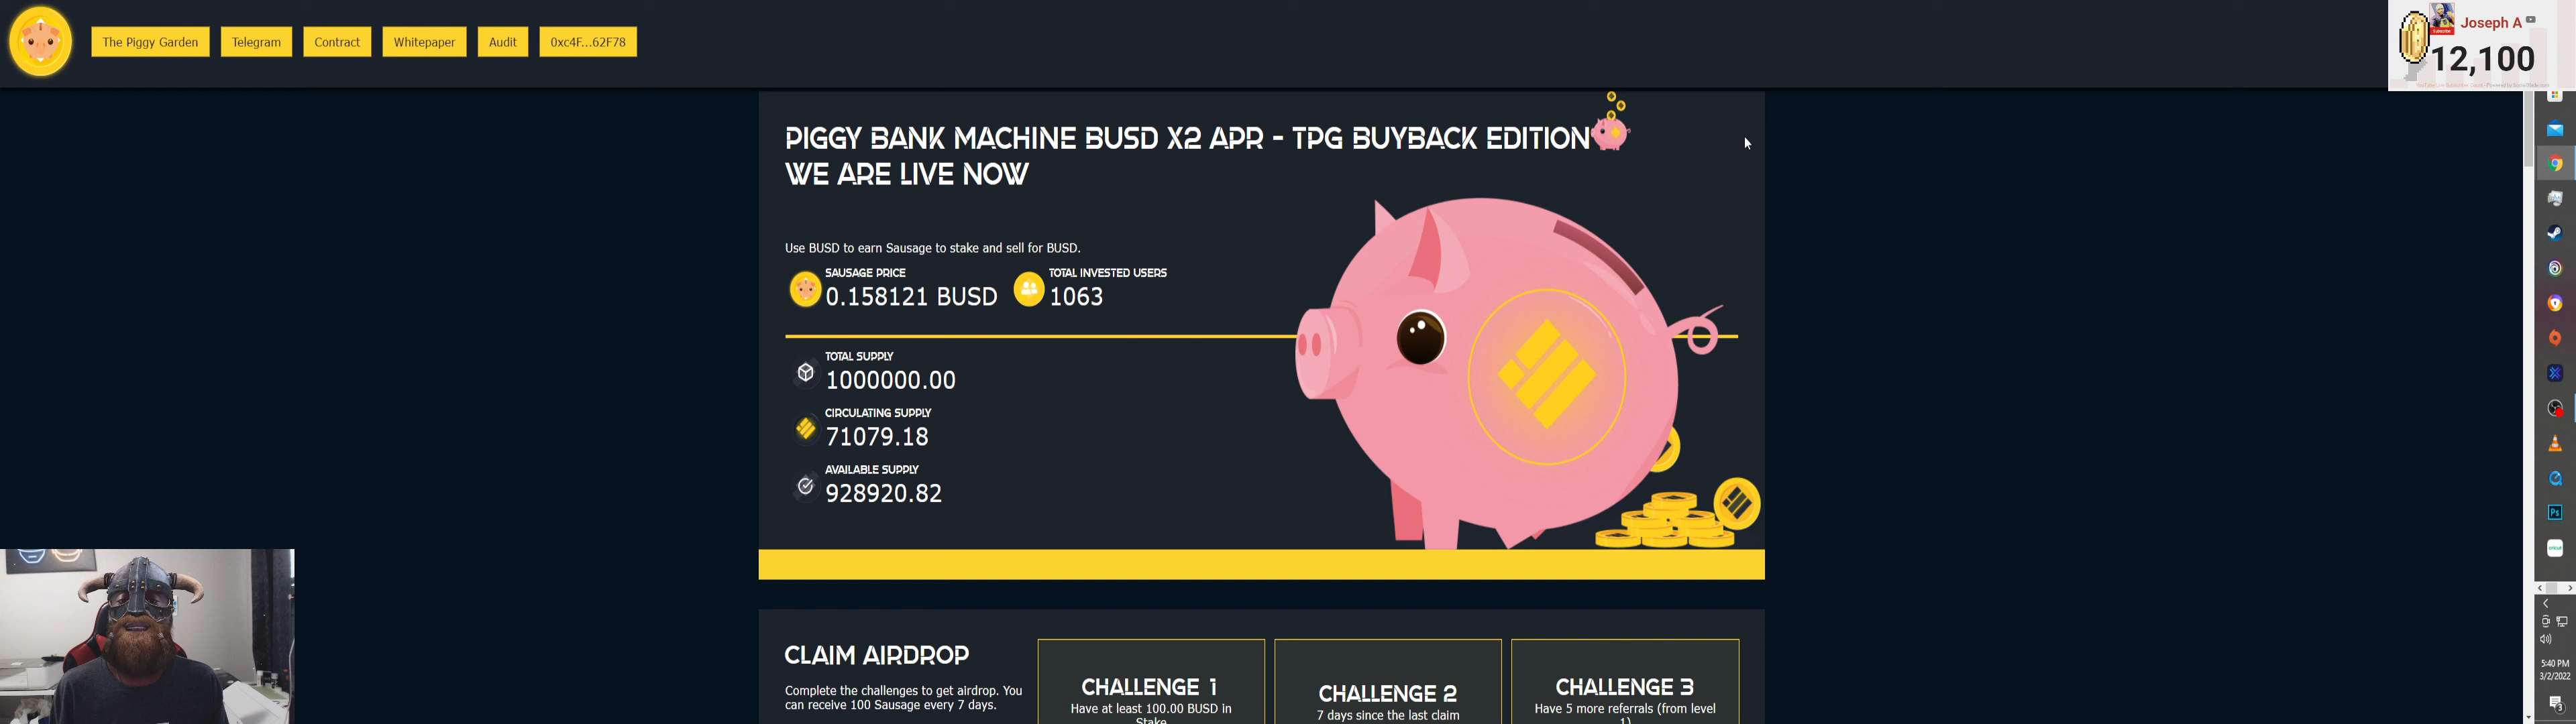 The Piggy Garden
Telegram
Contract
Whitepaper
Audit
0xc4F...62F78
Joseph A
Subscribe
12,100
PIGGY BANK MACHINE BUSD X2 APR - TPG BUYBACK EDITION
WE ARE LIVE NOW
Use BUSD to earn Sausage to stake and sell for BUSD.
SAUSAGE PRICE
0.158121 BUSD
TOTAL INVESTED USERS
1063
TOTAL SUPPLY
1000000.00
CIRCULATING SUPPLY
71079.18
AVAILABLE SUPPLY
928920.82
CLAIM AIRDROP
Complete the challenges to get airdrop. You
can receive 100 Sausage every 7 days.
CHALLENGE 1
Have at least 100.00 BUSD in
Stake
CHALLENGE 2
7 days since the last claim
CHALLENGE 3
Have 5 more referrals (from level
1)
Ps
cricut
5:40 PM
3/2/2022
3